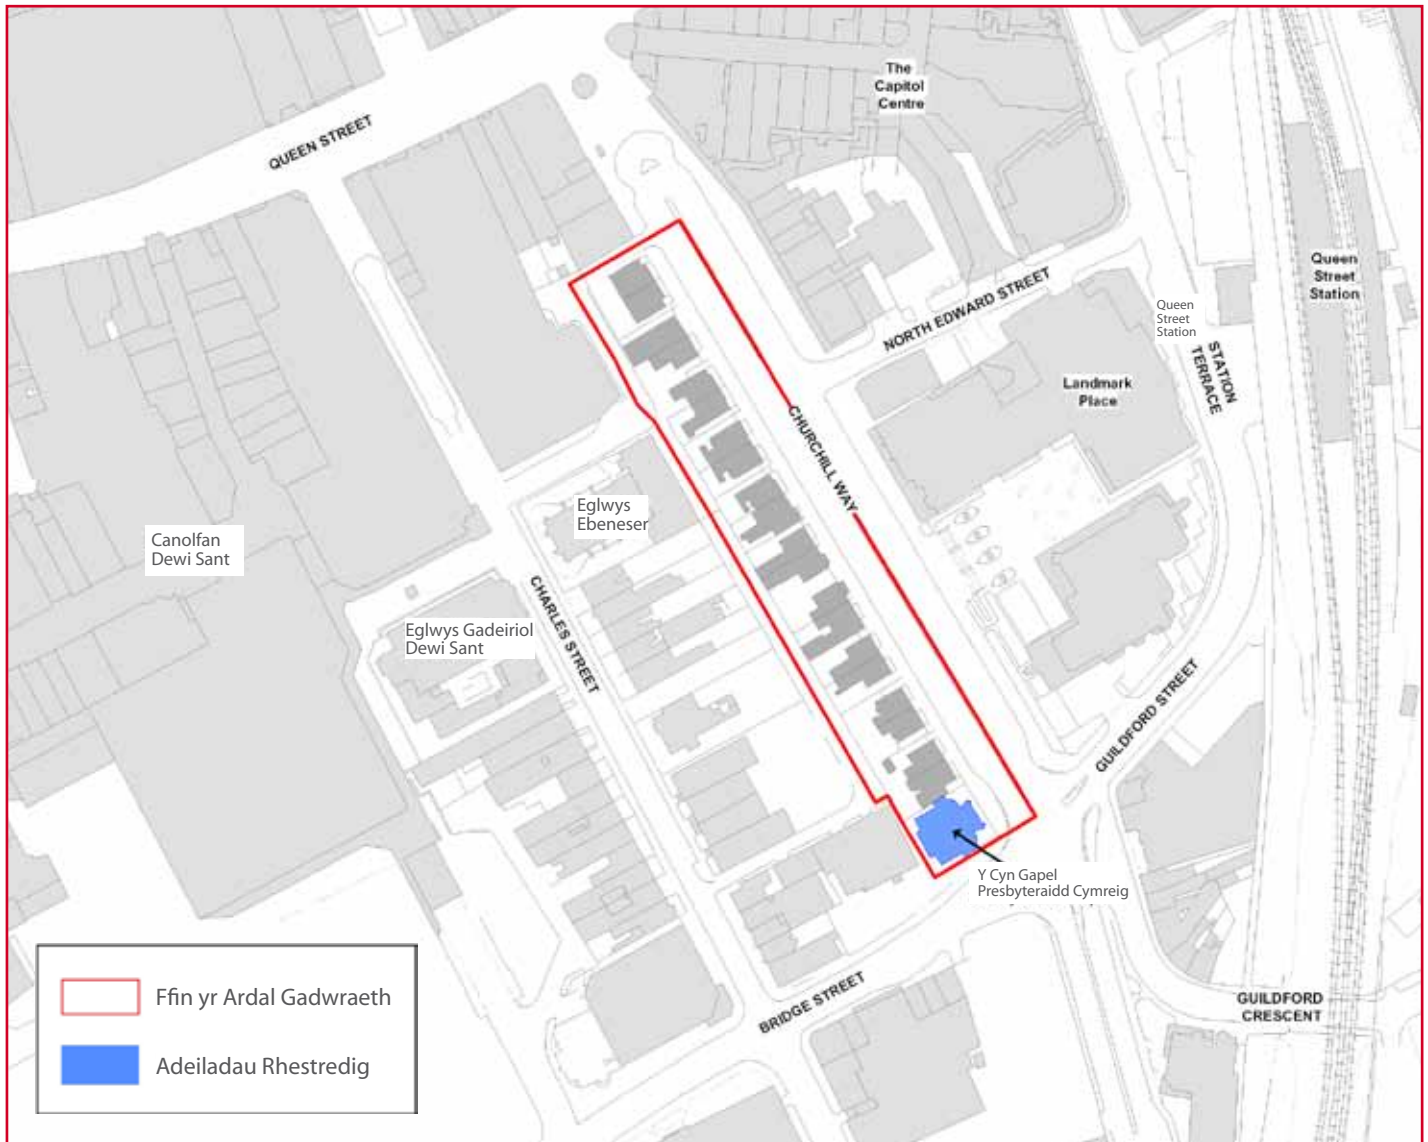 The
Capitol
Centre
QUEEN STREET
Queen
Street
Station
NORTH EDWARD STREET
Queen
Street
Station
STATION
TERRACE
Landmark
Place
CHURCHILL WAY
Eglwys
Ebeneser
Canolfan
Dewi Sant
CHARLES STREET
Eglwys Gadeiriol
Dewi Sant
GUILDFORD STREET
Y Cyn Gapel
Presbyteraidd Cymreig
BRIDGE STREET
GUILDFORD
CRESCENT
Ffin yr Ardal Gadwraeth
Adeiladau Rhestredig